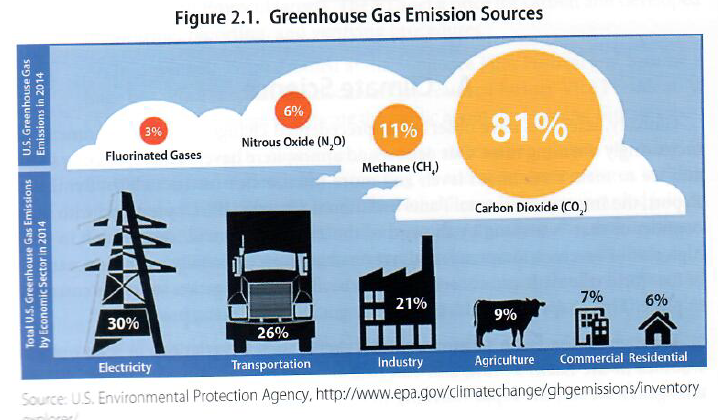 Figure 2.1. Greenhouse Gas Emission Sources
U.S. Greenhouse Gas
Emissions in 2014
3%
Fluorinated Gases
6%
Nitrous Oxide (N₂O)
11%
Methane (CH₄)
81%
Carbon Dioxide (CO₂)
Total U.S. Greenhouse Gas Emissions
by Economic Sector in 2014
30%
Electricity
26%
Transportation
21%
Industry
9%
Agriculture
7%
Commercial
6%
Residential
Source: U.S. Environmental Protection Agency, http://www.epa.gov/climatechange/ghgemissions/inventory
explorer/